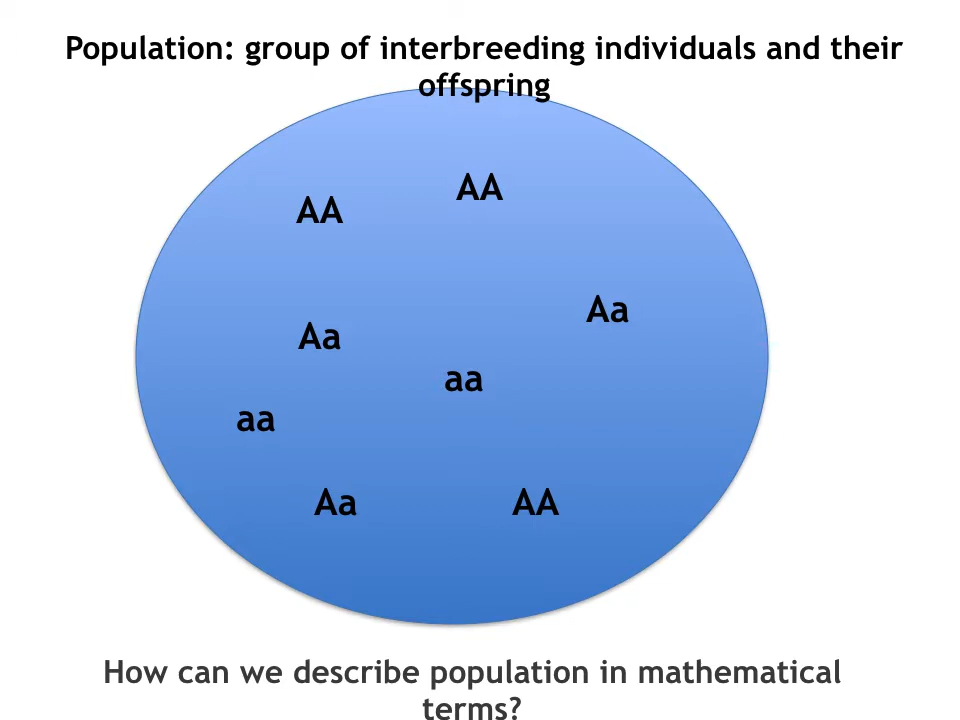 Population: group of interbreeding individuals and their
offspring
AA
AA
Aa
Aa
aa
aa
Aa
AA
How can we describe population in mathematical
terms?